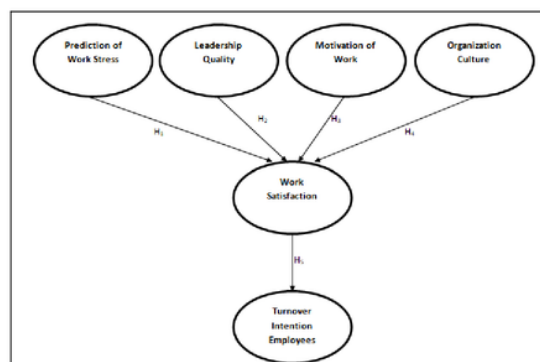 Prediction of
Work Stress
Leadership
Quality
Motivation of
Work
Organization
Culture
H1
H2
H3
H4
Work
Satisfaction
H5
Turnover
Intention
Employees